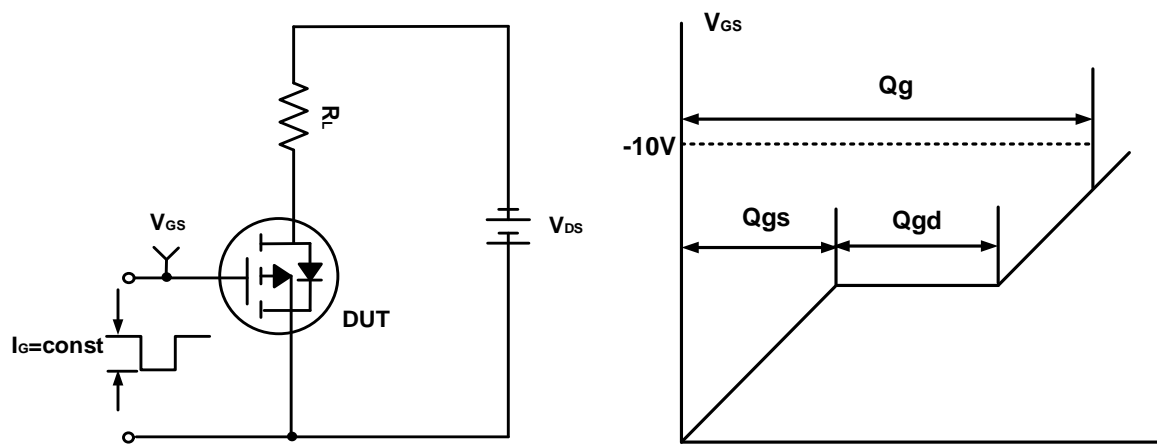 RL
VGS
VDS
DUT
IG=const
VGS
Qg
-10V
Qgs
Qgd